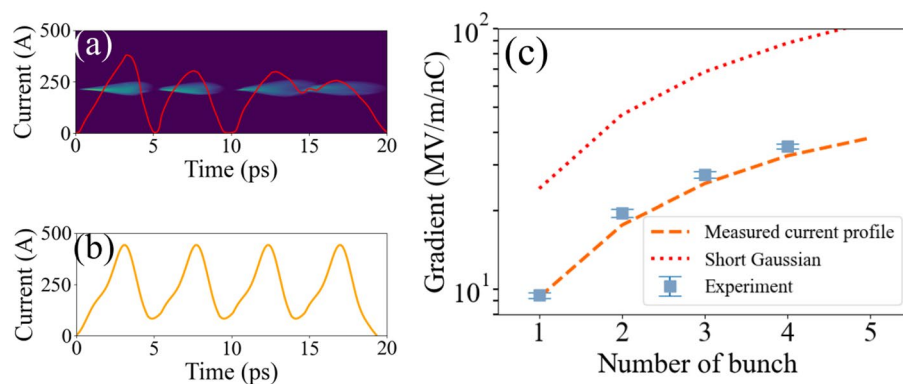 (a)
Current (A)
500
250
0
0 5 10 15 20
Time (ps)
(b)
Current (A)
500
250
0
0 5 10 15 20
Time (ps)
(c)
Gradient (MV/m/nC)
10²
10¹
Measured current profile
Short Gaussian
Experiment
1 2 3 4 5
Number of bunch